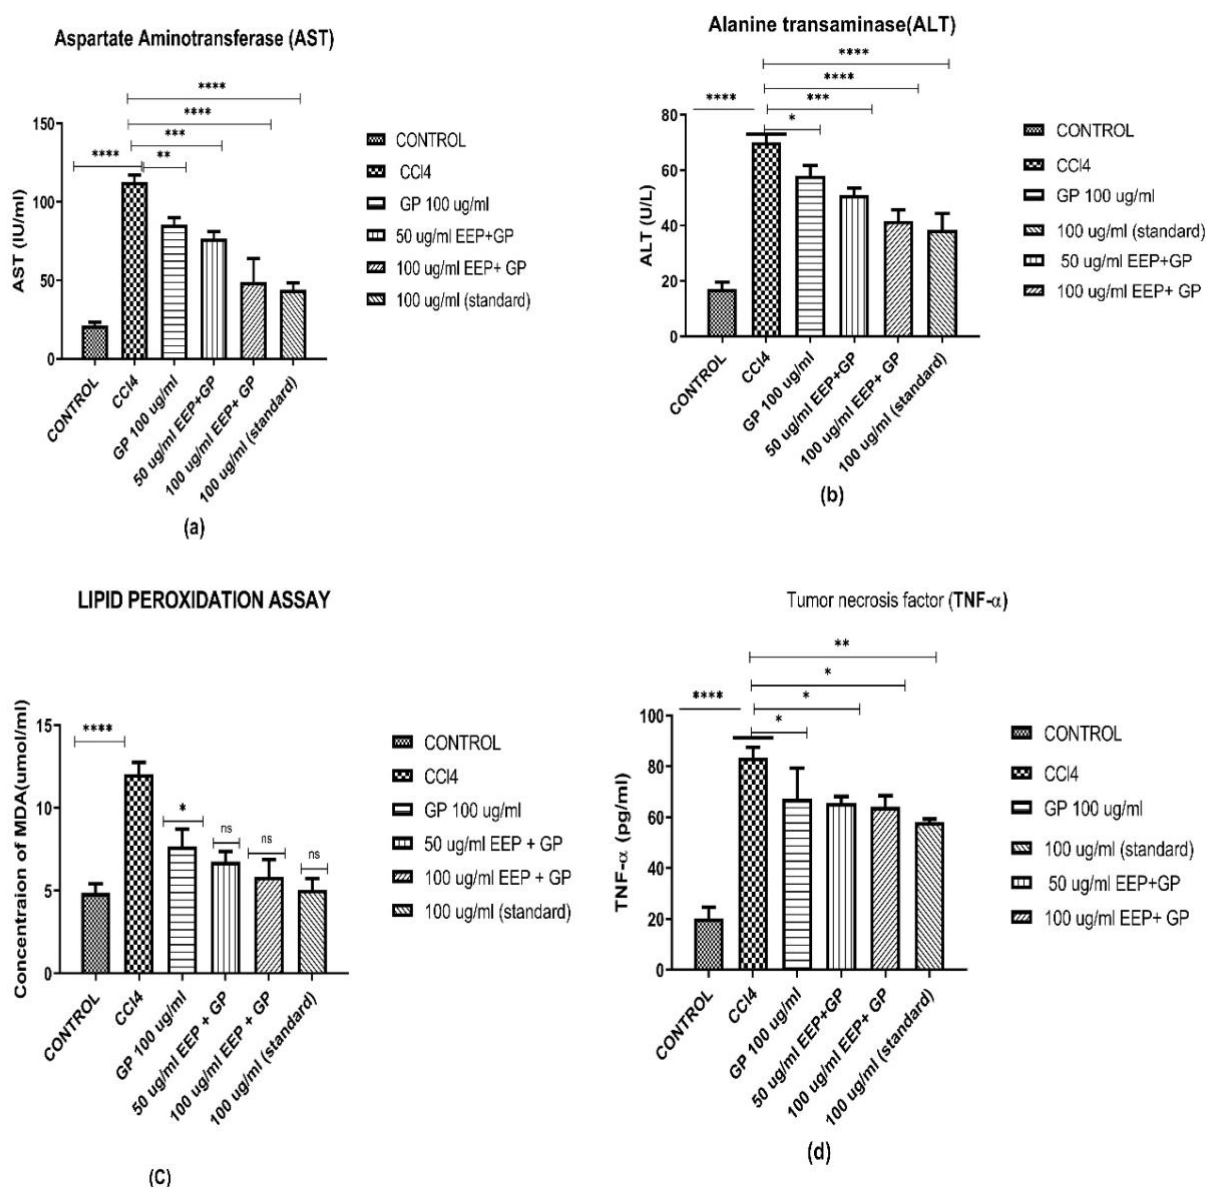 Aspartate Aminotransferase (AST)
****
****
***
****
**
150
100
50
0
AST (IU/ml)
CONTROL
CCl4
GP 100 ug/ml
50 ug/ml EEP+GP
100 ug/ml EEP+ GP
100 ug/ml (standard)
CONTROL
CCl4
GP 100 ug/ml
50 ug/ml EEP+GP
100 ug/ml EEP+ GP
100 ug/ml (standard)
(a)
Alanine transaminase(ALT)
****
****
****
***
*
80
60
40
20
0
ALT (U/L)
CONTROL
CCl4
GP 100 ug/ml
100 ug/ml (standard)
50 ug/ml EEP+GP
100 ug/ml EEP+ GP
CONTROL
CCl4
GP 100 ug/ml
50 ug/ml EEP+GP
100 ug/ml EEP+ GP
100 ug/ml (standard)
(b)
LIPID PEROXIDATION ASSAY
****
*
ns
ns
ns
15
10
5
0
Concentraion of MDA(umol/ml)
CONTROL
CCl4
GP 100 ug/ml
50 ug/ml EEP + GP
100 ug/ml EEP + GP
100 ug/ml (standard)
CONTROL
CCl4
GP 100 ug/ml
50 ug/ml EEP + GP
100 ug/ml EEP + GP
100 ug/ml (standard)
(C)
Tumor necrosis factor (TNF-α)
**
*
****
*
*
100
80
60
40
20
0
TNF-α (pg/ml)
CONTROL
CCl4
GP 100 ug/ml
100 ug/ml (standard)
50 ug/ml EEP+GP
100 ug/ml EEP+ GP
CONTROL
CCl4
GP 100 ug/ml
50 ug/ml EEP+GP
100 ug/ml EEP+ GP
100 ug/ml (standard)
(d)